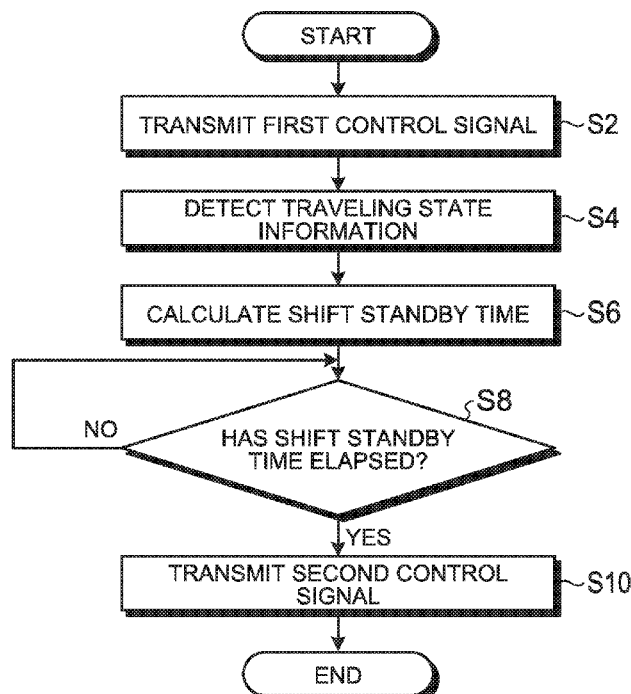 START
TRANSMIT FIRST CONTROL SIGNAL S2
DETECT TRAVELING STATE
INFORMATION
S4
CALCULATE SHIFT STANDBY TIME S6
S8
NO
HAS SHIFT STANDBY
TIME ELAPSED?
YES
TRANSMIT SECOND CONTROL
SIGNAL
S10
END